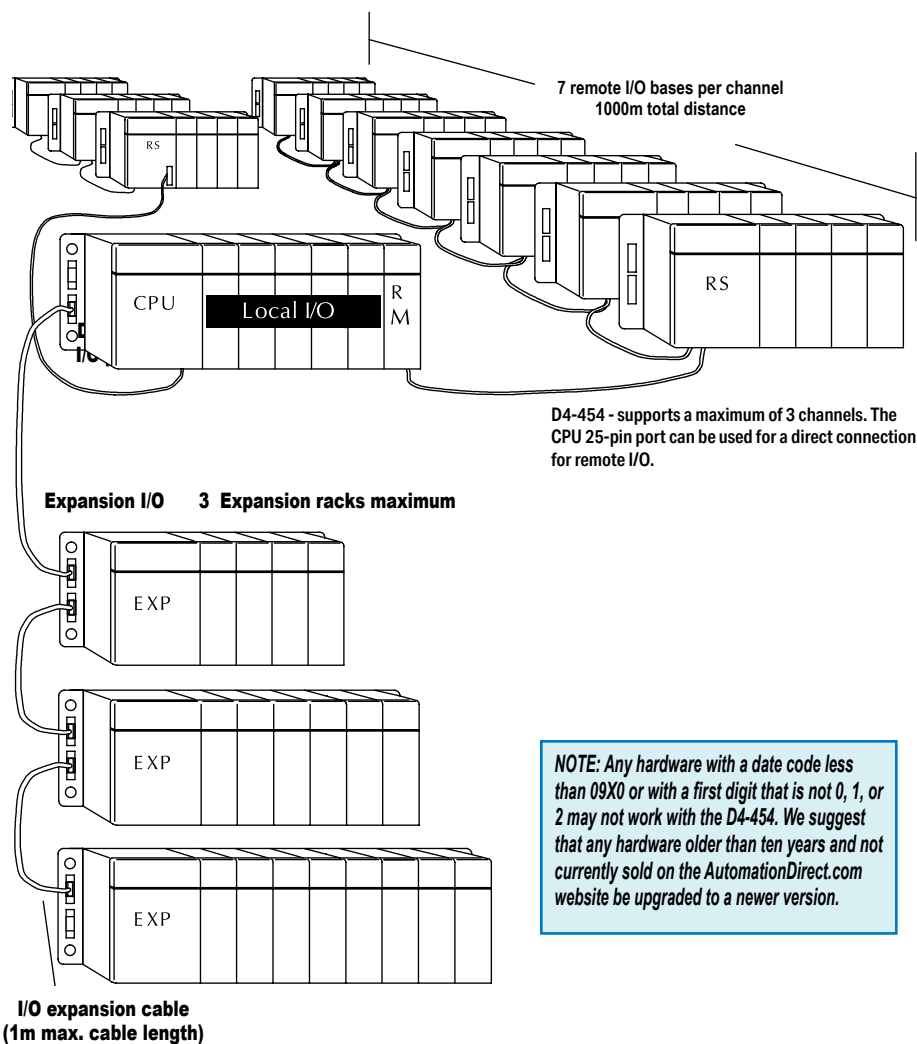 7 remote I/O bases per channel
1000m total distance
RS
CPU
Local I/O
R
M
RS
D4-454 - supports a maximum of 3 channels. The
CPU 25-pin port can be used for a direct connection
for remote I/O.
Expansion I/O 3 Expansion racks maximum
EXP
EXP
EXP
NOTE: Any hardware with a date code less
than 09X0 or with a first digit that is not 0, 1, or
2 may not work with the D4-454. We suggest
that any hardware older than ten years and not
currently sold on the AutomationDirect.com
website be upgraded to a newer version.
I/O expansion cable
(1m max. cable length)